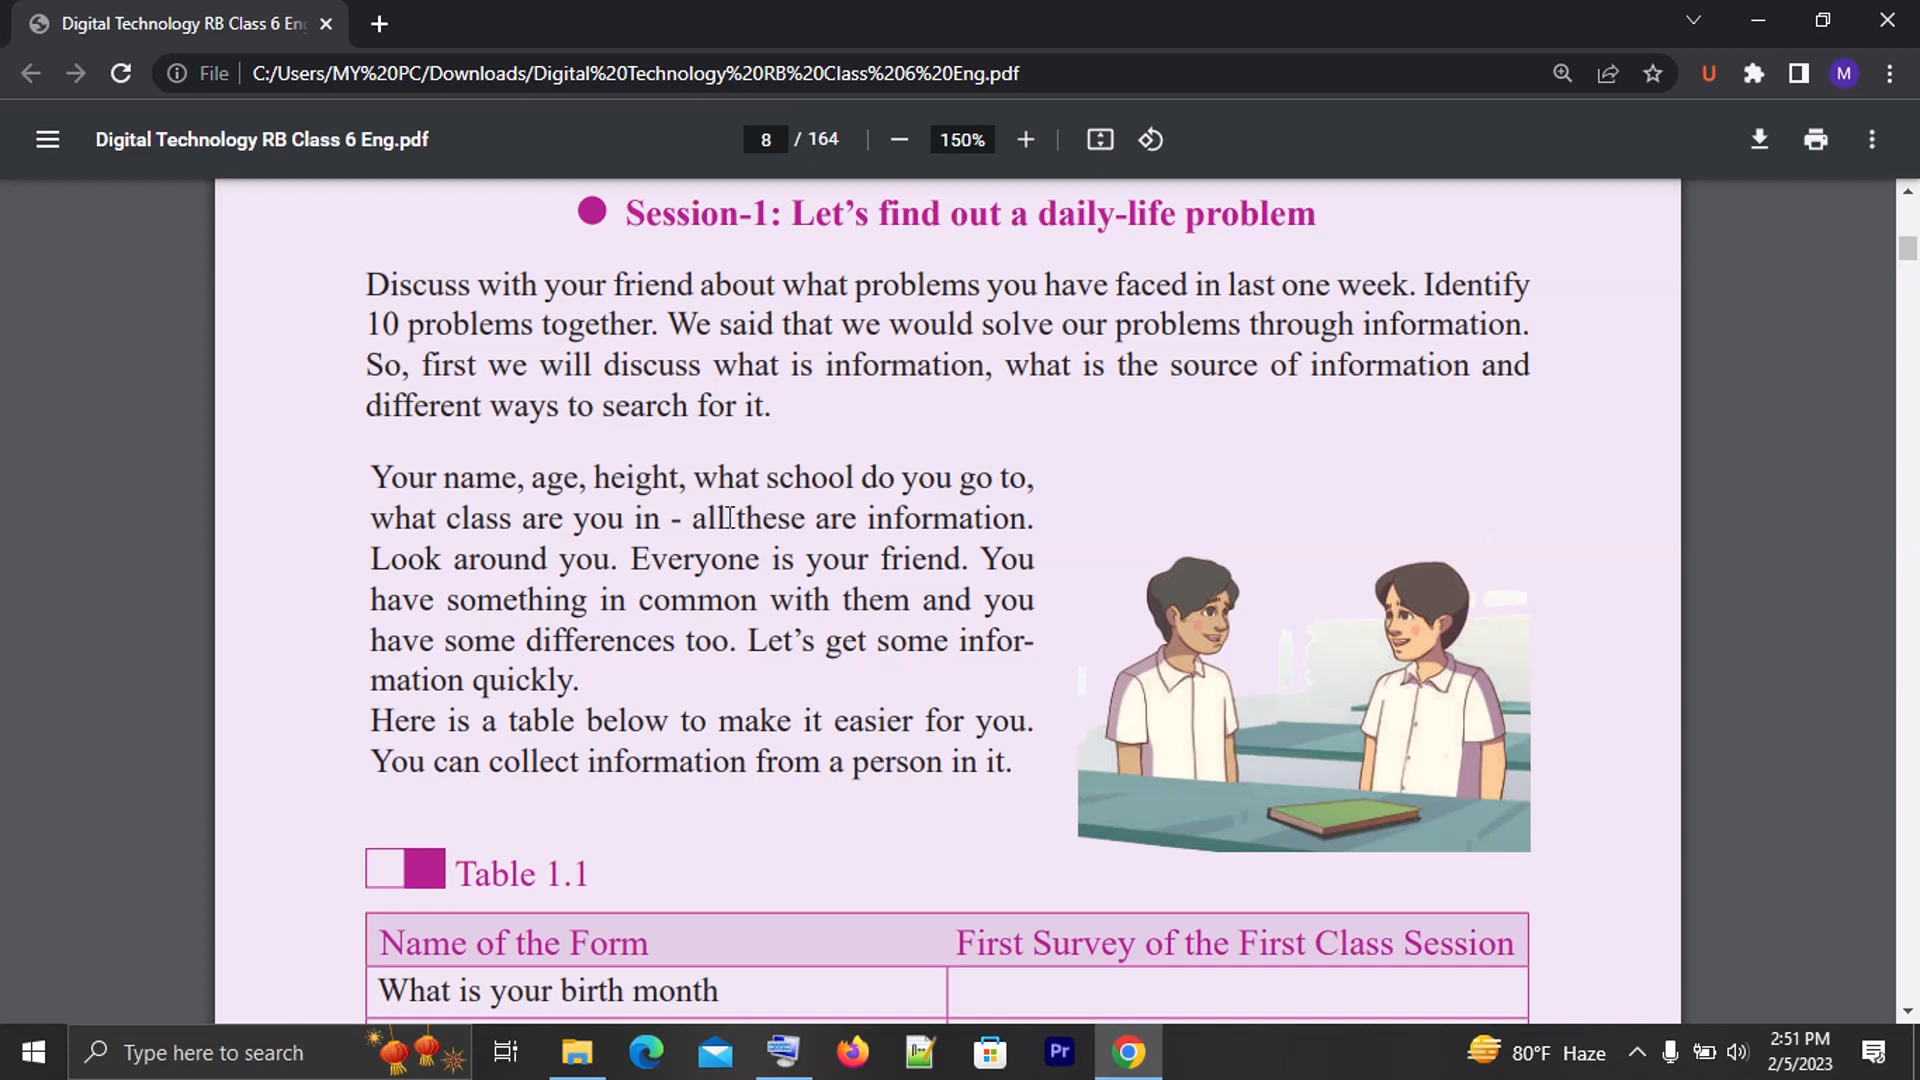 Digital Technology RB Class 6 En
File
C:/Users/MY%20PC/Downloads/Digital%20Technology%20RB%20Class%206%20Eng.pdf
U
M
Digital Technology RB Class 6 Eng.pdf
8 / 164
150%
Session-1: Let's find out a daily-life problem
Discuss with your friend about what problems you have faced in last one week. Identify
10 problems together. We said that we would solve our problems through information.
So, first we will discuss what is information, what is the source of information and
different ways to search for it.
Your name, age, height, what school do you go to,
what class are you in - all these are information.
Look around you. Everyone is your friend. You
have something in common with them and you
have some differences too. Let's get some infor-
mation quickly.
Here is a table below to make it easier for you.
You can collect information from a person in it.
Table 1.1
Name of the Form
First Survey of the First Class Session
What is your birth month
Type here to search
Pr
80°F Haze
2:51 PM
2/5/2023